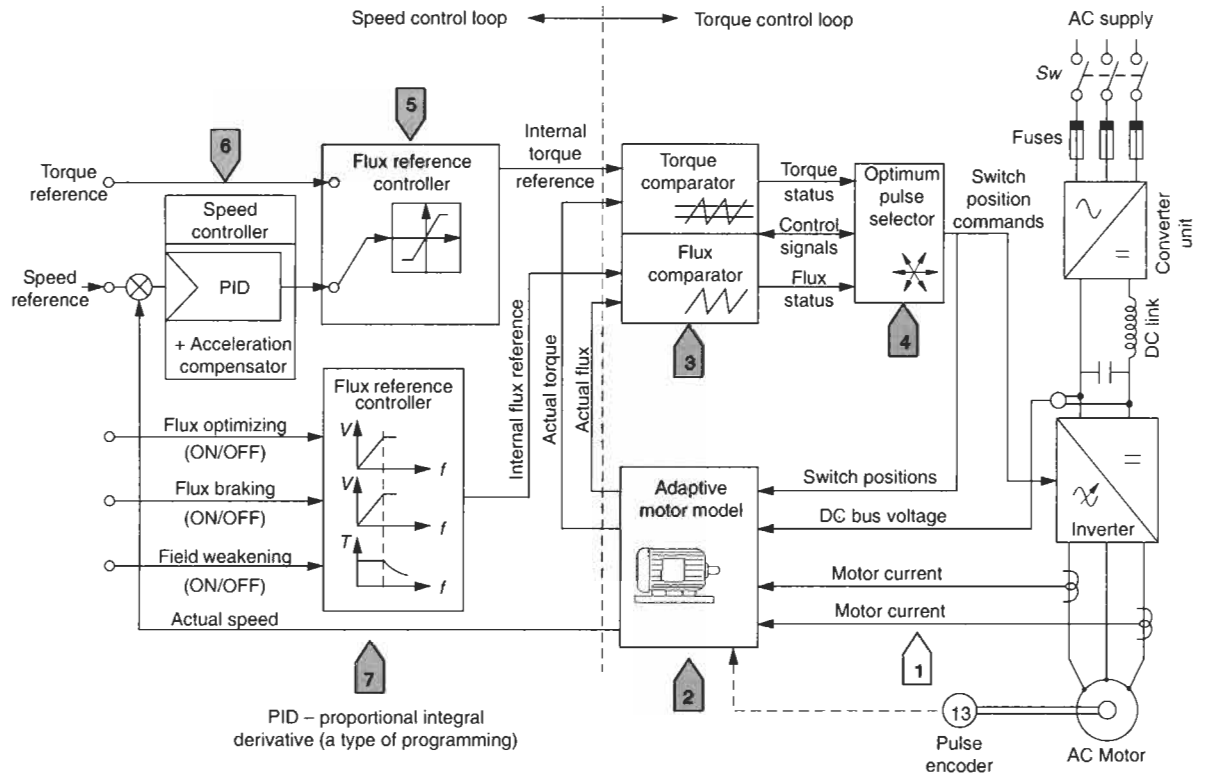 Speed control loop
Torque control loop
AC supply
Sw
Fuses
Converter
unit
DC link
5
6
Torque
reference
Flux reference
controller
Internal
torque
reference
Torque
comparator
Torque
status
Optimum
pulse
selector
Switch
position
commands
Speed
controller
Control
signals
Speed
reference
PID
Flux
comparator
Flux
status
+ Acceleration
compensator
3
4
Internal flux reference
Actual torque
Actual flux
Flux reference
controller
Flux optimizing
(ON/OFF)
V
f
Flux braking
(ON/OFF)
V
f
Field weakening
(ON/OFF)
T
f
Adaptive
motor model
Switch positions
DC bus voltage
Inverter
Motor current
Motor current
Actual speed
7
2
1
PID – proportional integral
derivative (a type of programming)
13
Pulse
encoder
AC Motor